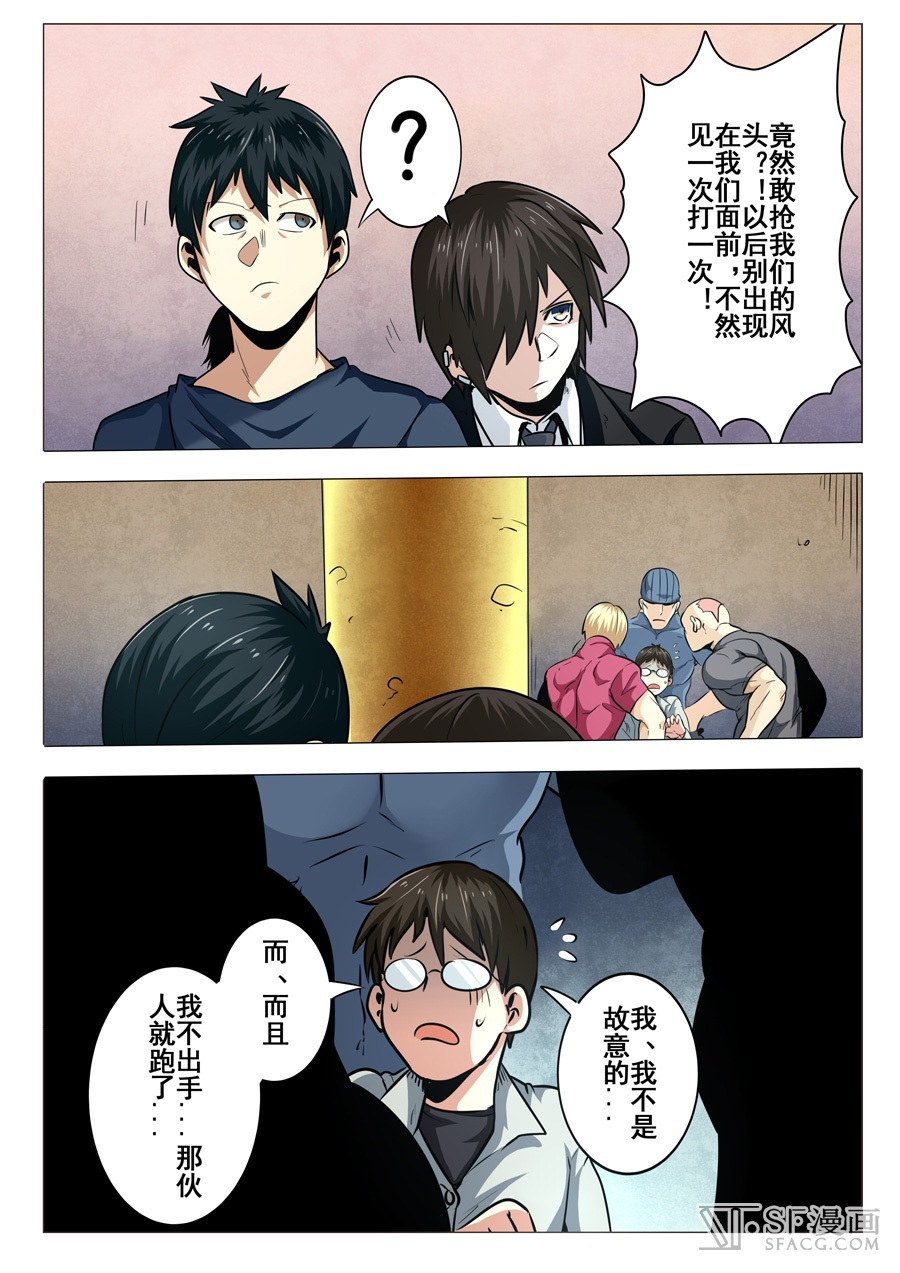 竟然敢抢我们的风
头？！以后别出现
在我们面前，不然
见一次打一次！
？
我、我不是
故意的...
而、而且
我不出手...那伙
人就跑了...
SF漫画
SFACG.COM